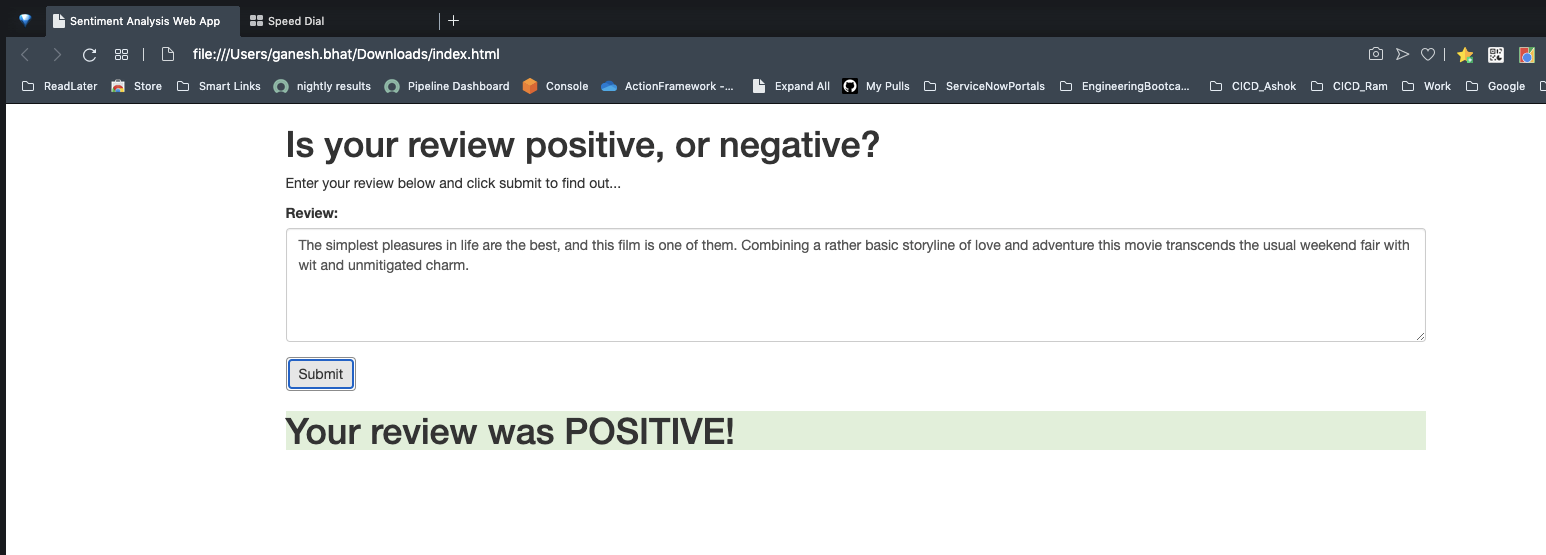 Sentiment Analysis Web App Speed Dial
file:///Users/ganesh.bhat/Downloads/index.html
ReadLater Store Smart Links nightly results Pipeline Dashboard Console ActionFramework -... Expand All My Pulls ServiceNowPortals EngineeringBootca... CICD_Ashok CICD_Ram Work Google
Is your review positive, or negative?
Enter your review below and click submit to find out...
Review:
The simplest pleasures in life are the best, and this film is one of them. Combining a rather basic storyline of love and adventure this movie transcends the usual weekend fair with
wit and unmitigated charm.
Submit
Your review was POSITIVE!